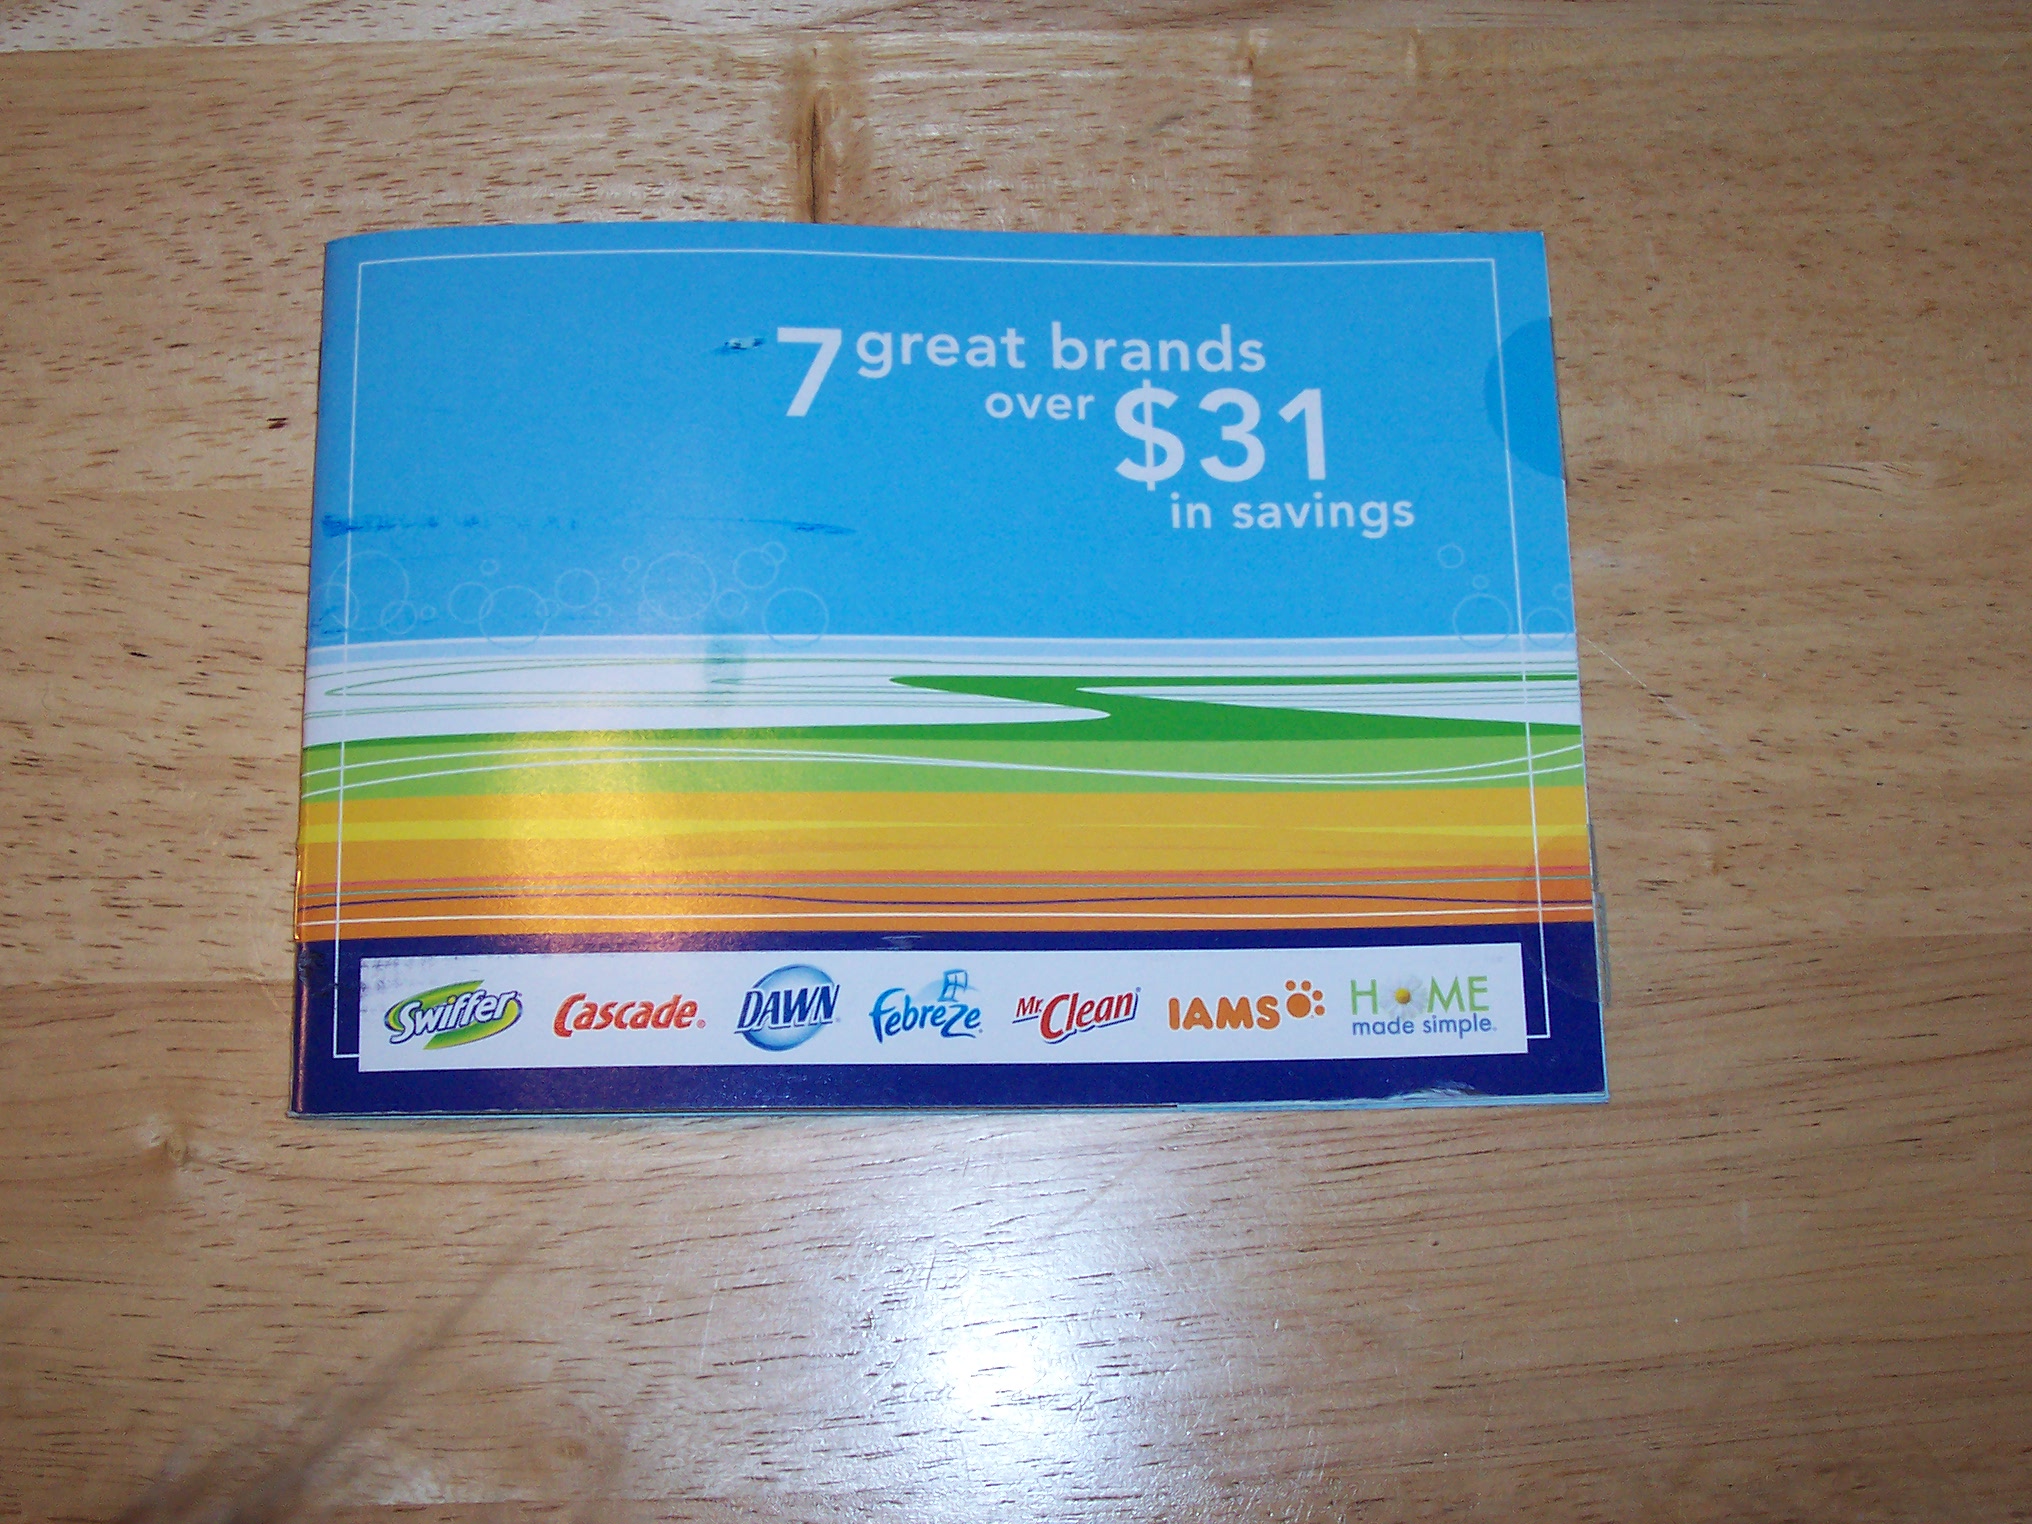 7 great brands
over $31
in savings
Swiffer Cascade® DAWN Febreze Mr. Clean® IAMS HOME
made simple®